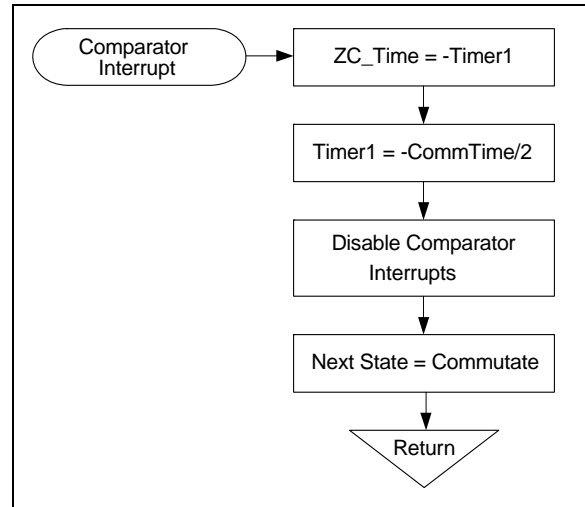 Comparator
Interrupt
ZC_Time = -Timer1
Timer1 = -CommTime/2
Disable Comparator
Interrupts
Next State = Commutate
Return